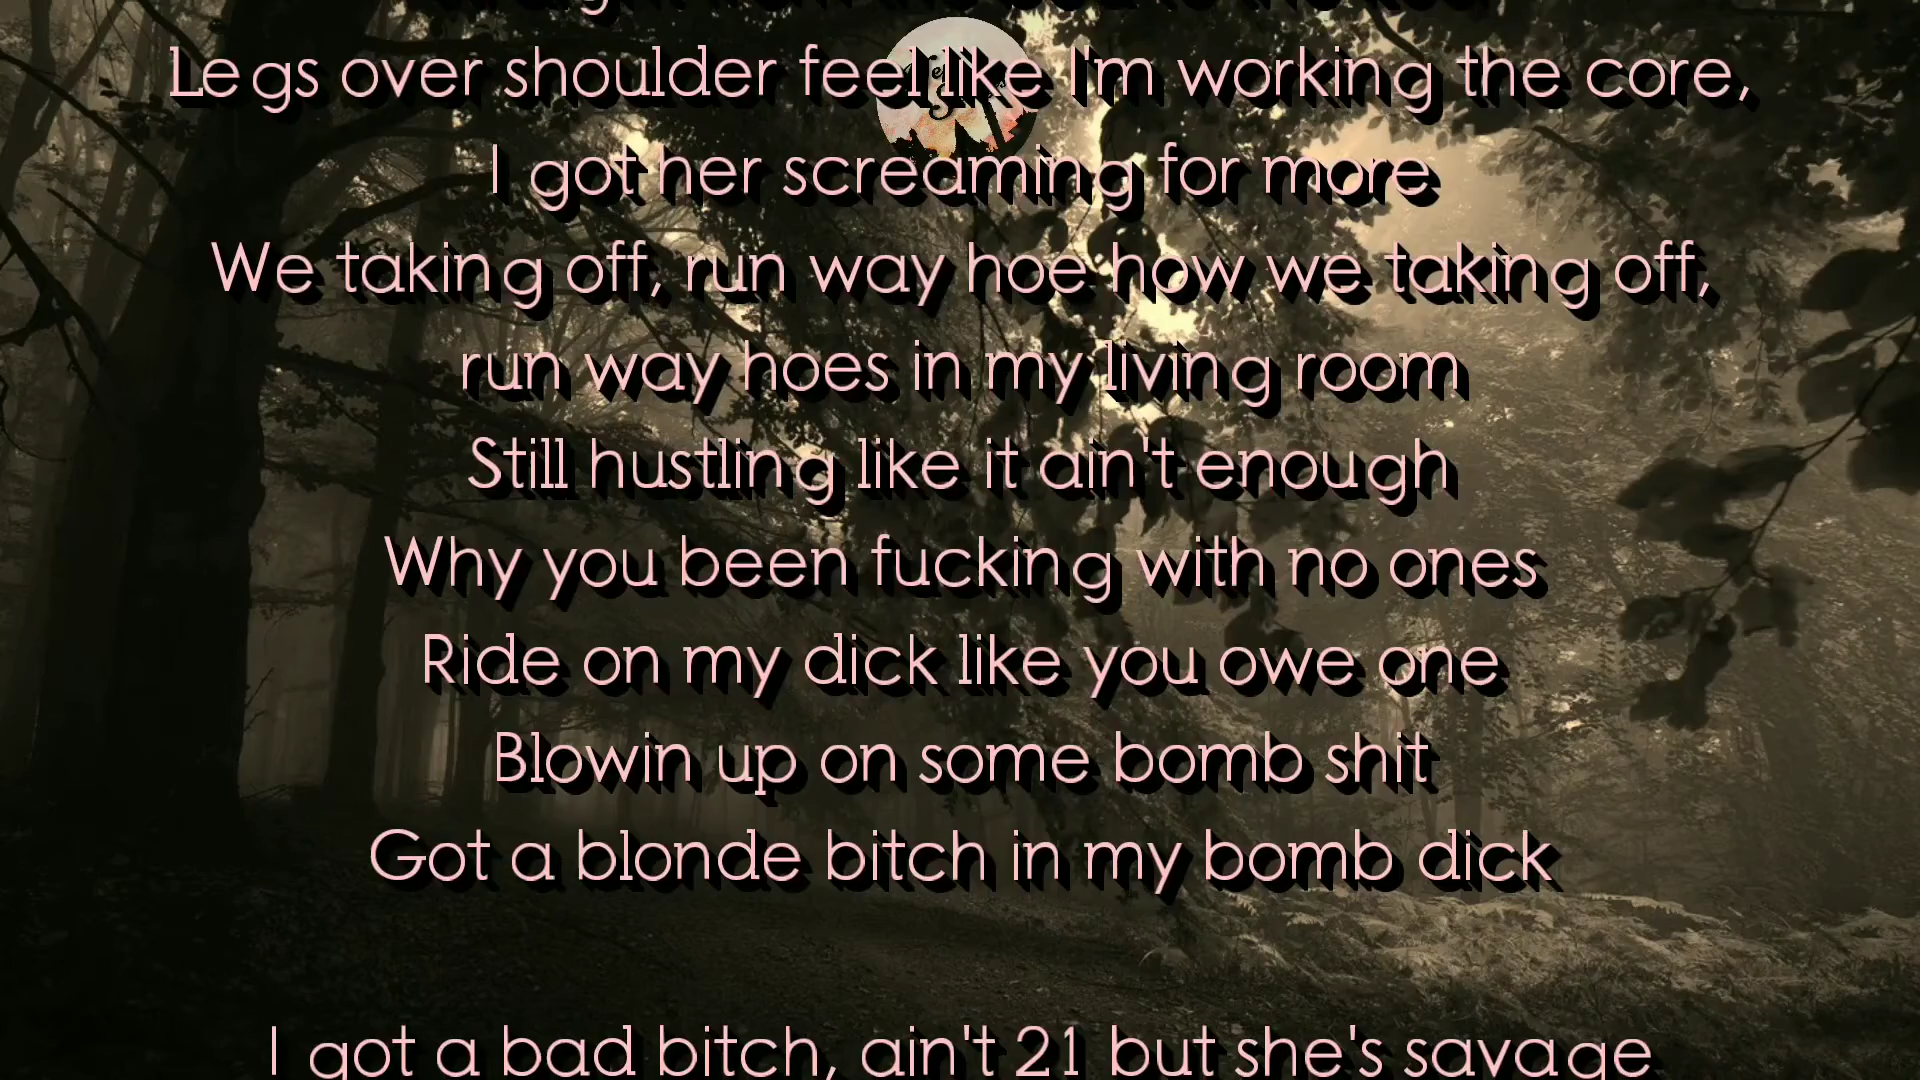 Legs over shoulder feel like I'm working the core,
I got her screaming for more
We taking off, run way hoe how we taking off,
run way hoes in my living room
Still hustling like it ain't enough
Why you been fucking with no ones
Ride on my dick like you owe one
Blowin up on some bomb shit
Got a blonde bitch in my bomb dick
I got a bad bitch, ain't 21 but she's savage